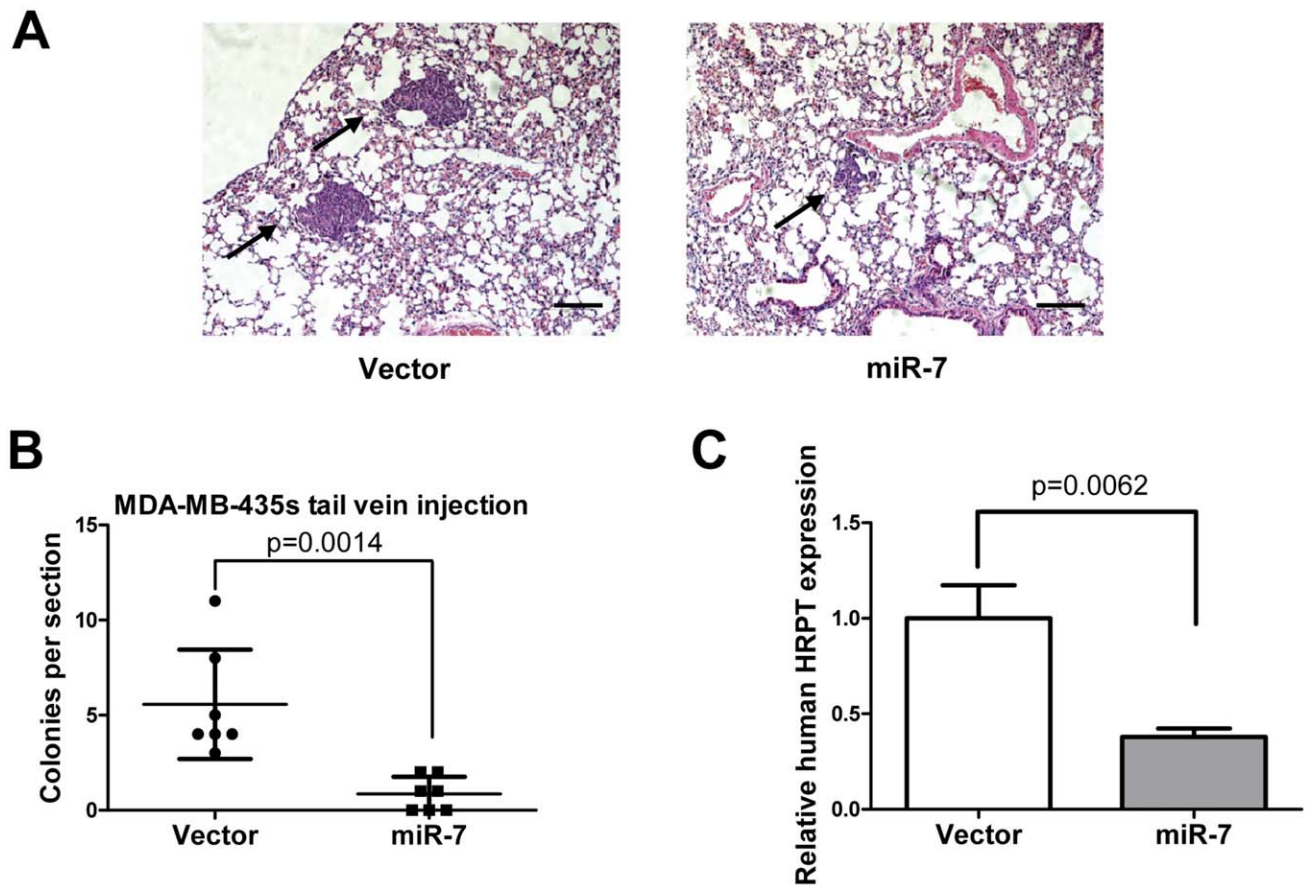 A
Vector
miR-7
B
MDA-MB-435s tail vein injection
p=0.0014
Colonies per section
15
10
5
0
Vector
miR-7
C
p=0.0062
Relative human HRPT expression
1.5
1.0
0.5
0.0
Vector
miR-7